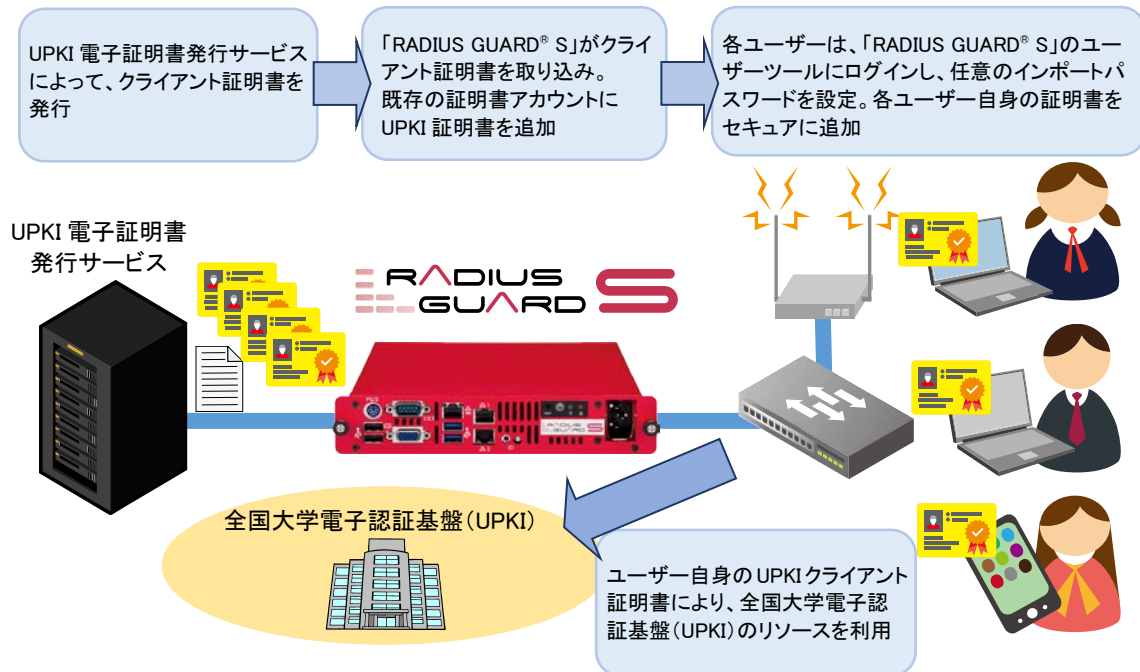 UPKI 電子証明書発行サービス
によって、クライアント証明書を
発行
「RADIUS GUARD® S」がクライ
アント証明書を取り込み。
既存の証明書アカウントに
UPKI 証明書を追加
各ユーザーは、「RADIUS GUARD® S」のユー
ザーツールにログインし、任意のインポートパ
スワードを設定。各ユーザー自身の証明書を
セキュアに追加
UPKI 電子証明書
発行サービス
RADIUS
GUARD S
RADIUS
GUARD S
全国大学電子認証基盤(UPKI)
ユーザー自身の UPKI クライアント
証明書により、全国大学電子認
証基盤(UPKI)のリソースを利用